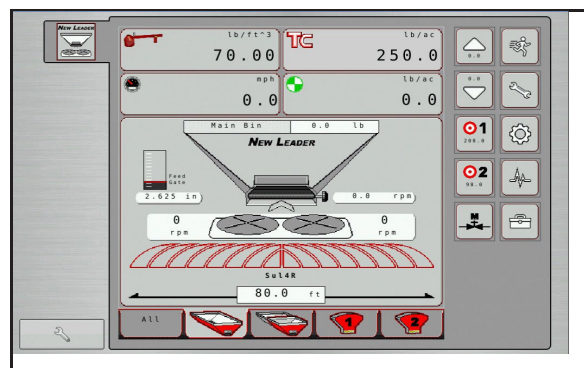 NEW LEADER
lb/ft^3
70.00
TC
lb/ac
250.0
mph
0.0
lb/ac
0.0
Main Bin 0.0 lb
NEW LEADER
Feed
Gate
2.625 in
0.0 rpm
0
rpm
0
rpm
Sul4R
80.0 ft
All
1
2
0.0
0.0
1
2
90.0
M